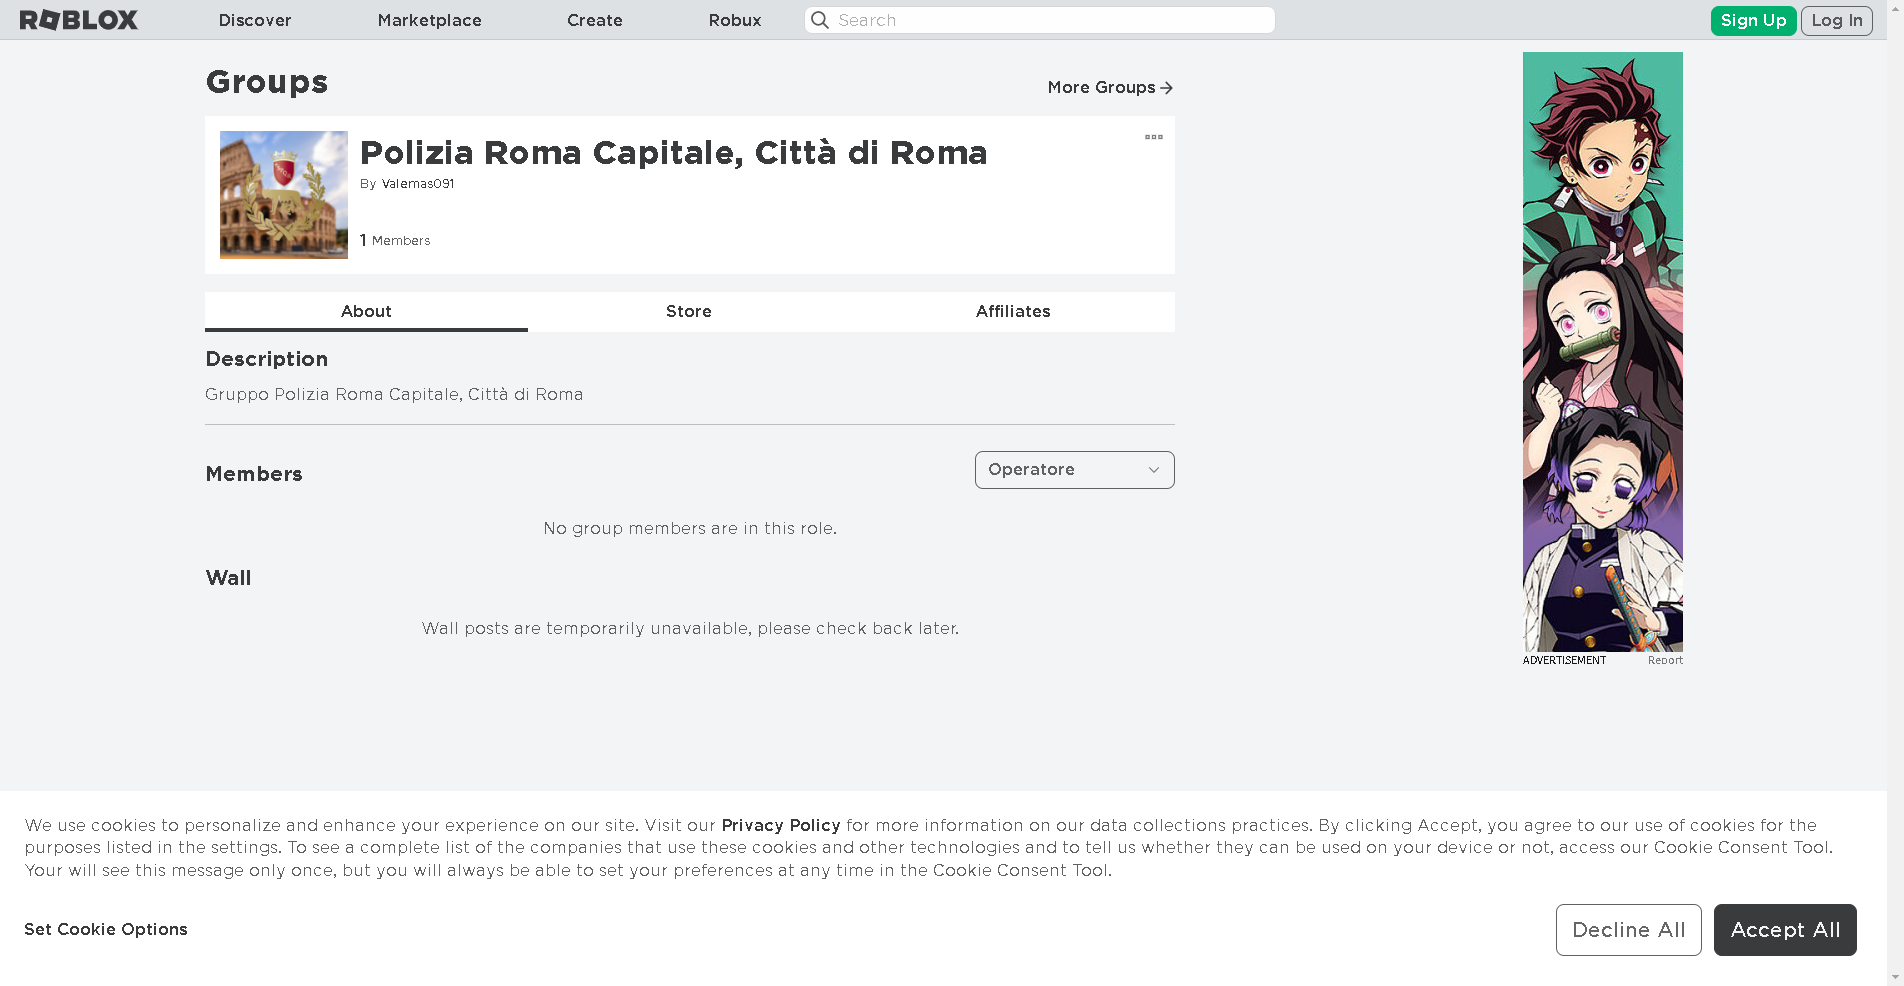 ROBLOX
Discover
Marketplace
Create
Robux
Search
Sign Up
Log In
Groups
More Groups
Polizia Roma Capitale, Città di Roma
By Valemas091
1 Members
About
Store
Affiliates
Description
Gruppo Polizia Roma Capitale, Città di Roma
Members
Operatore
No group members are in this role.
Wall
Wall posts are temporarily unavailable, please check back later.
ADVERTISEMENT
Report
We use cookies to personalize and enhance your experience on our site. Visit our Privacy Policy for more information on our data collections practices. By clicking Accept, you agree to our use of cookies for the
purposes listed in the settings. To see a complete list of the companies that use these cookies and other technologies and to tell us whether they can be used on your device or not, access our Cookie Consent Tool.
Your will see this message only once, but you will always be able to set your preferences at any time in the Cookie Consent Tool.
Set Cookie Options
Decline All
Accept All